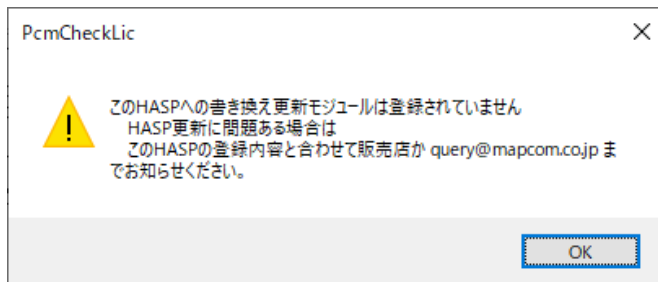 PcmCheckLic
このHASPへの書き換え更新モジュールは登録されていません
HASP更新に問題ある場合は
このHASPの登録内容と合わせて販売店か query@mapcom.co.jp ま
でお知らせください。
OK